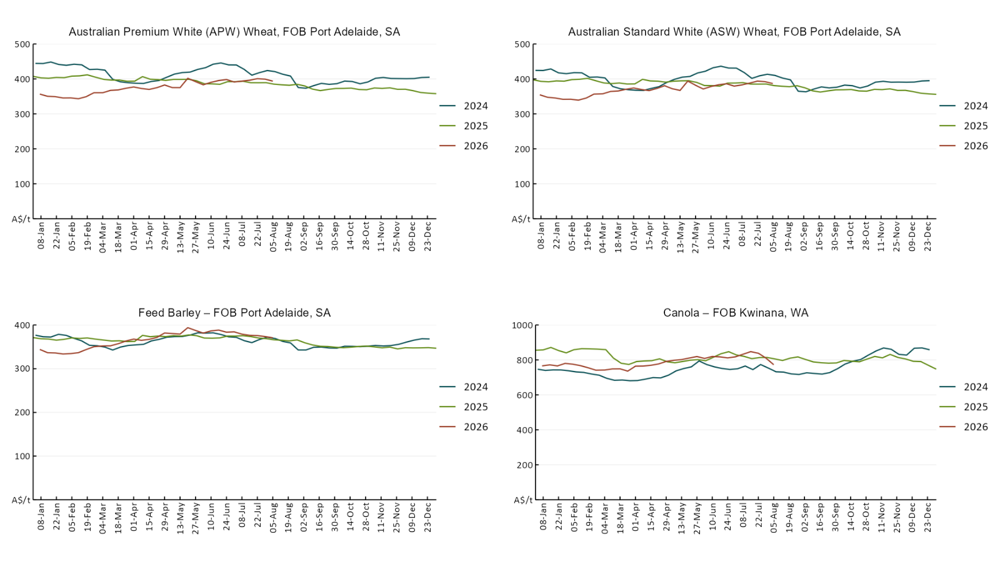 Australian Premium White (APW) Wheat, FOB Port Adelaide, SA
500
400
300
200
100
A$/t
08-Jan
22-Jan
05-Feb
19-Feb
04-Mar
18-Mar
01-Apr
15-Apr
29-Apr
13-May
27-May
10-Jun
24-Jun
08-Jul
22-Jul
05-Aug
19-Aug
02-Sep
16-Sep
30-Sep
14-Oct
28-Oct
11-Nov
25-Nov
09-Dec
23-Dec
2024
2025
2026
Australian Standard White (ASW) Wheat, FOB Port Adelaide, SA
500
400
300
200
100
A$/t
08-Jan
22-Jan
05-Feb
19-Feb
04-Mar
18-Mar
01-Apr
15-Apr
29-Apr
13-May
27-May
10-Jun
24-Jun
08-Jul
22-Jul
05-Aug
19-Aug
02-Sep
16-Sep
30-Sep
14-Oct
28-Oct
11-Nov
25-Nov
09-Dec
23-Dec
2024
2025
2026
Feed Barley – FOB Port Adelaide, SA
400
300
200
100
A$/t
08-Jan
22-Jan
05-Feb
19-Feb
04-Mar
18-Mar
01-Apr
15-Apr
29-Apr
13-May
27-May
10-Jun
24-Jun
08-Jul
22-Jul
05-Aug
19-Aug
02-Sep
16-Sep
30-Sep
14-Oct
28-Oct
11-Nov
25-Nov
09-Dec
23-Dec
2024
2025
2026
Canola – FOB Kwinana, WA
1000
800
600
400
200
A$/t
08-Jan
22-Jan
05-Feb
19-Feb
04-Mar
18-Mar
01-Apr
15-Apr
29-Apr
13-May
27-May
10-Jun
24-Jun
08-Jul
22-Jul
05-Aug
19-Aug
02-Sep
16-Sep
30-Sep
14-Oct
28-Oct
11-Nov
25-Nov
09-Dec
23-Dec
2024
2025
2026